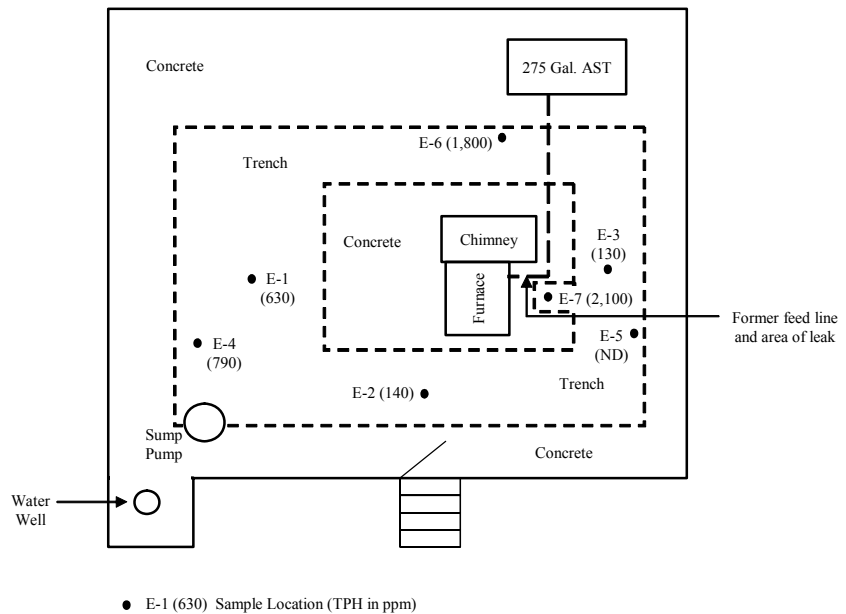 275 Gal. AST
Concrete
E-6 (1,800)
Trench
Concrete
Chimney
E-3
(130)
E-1
(630)
Furnace
E-7 (2,100)
Former feed line
and area of leak
E-4
(790)
E-5
(ND)
E-2 (140)
Trench
Sump
Pump
Concrete
Water
Well
E-1 (630) Sample Location (TPH in ppm)